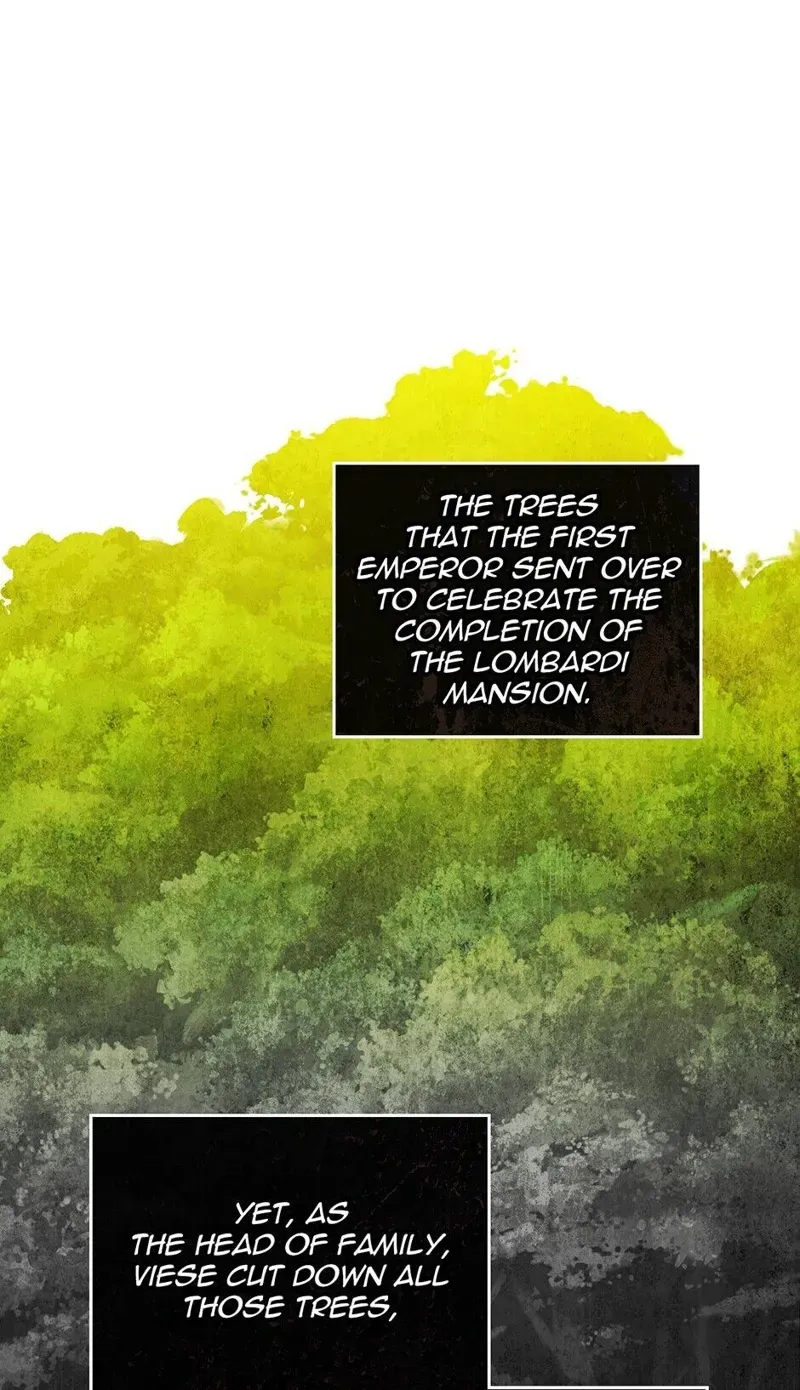 THE TREES
THAT THE FIRST
EMPEROR SENT OVER
TO CELEBRATE THE
COMPLETION OF
THE LOMBARDI
MANSION.
YET, AS
THE HEAD OF FAMILY,
VIESE CUT DOWN ALL
THOSE TREES,